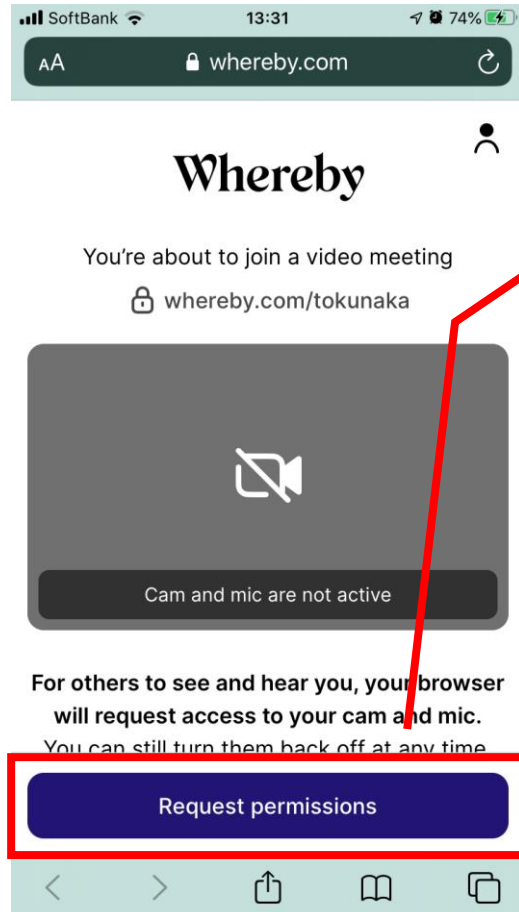 SoftBank 13:31 74%
AA whereby.com
Whereby
You're about to join a video meeting
whereby.com/tokunaka
Cam and mic are not active
For others to see and hear you, your browser
will request access to your cam and mic.
You can still turn them back off at any time
Request permissions